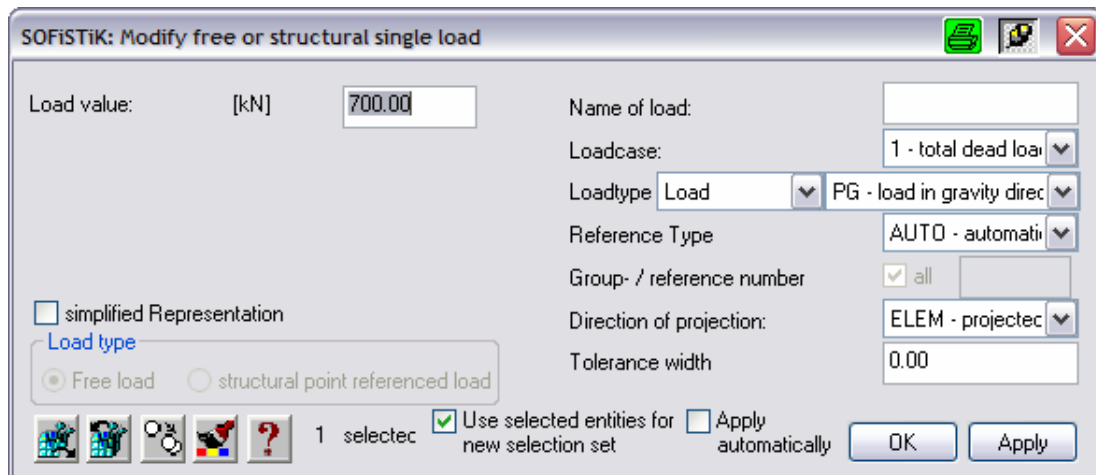 SOFiSTiK: Modify free or structural single load
Load value: [kN] 700.00
Name of load:
Loadcase: 1 - total dead loa
Loadtype Load PG - load in gravity direc
Reference Type AUTO - automati
Group- / reference number all
simplified Representation
Direction of projection: ELEM - projectec
Load type
Tolerance width 0.00
Free load structural point referenced load
1 selectec Use selected entities for new selection set
Apply automatically
OK Apply